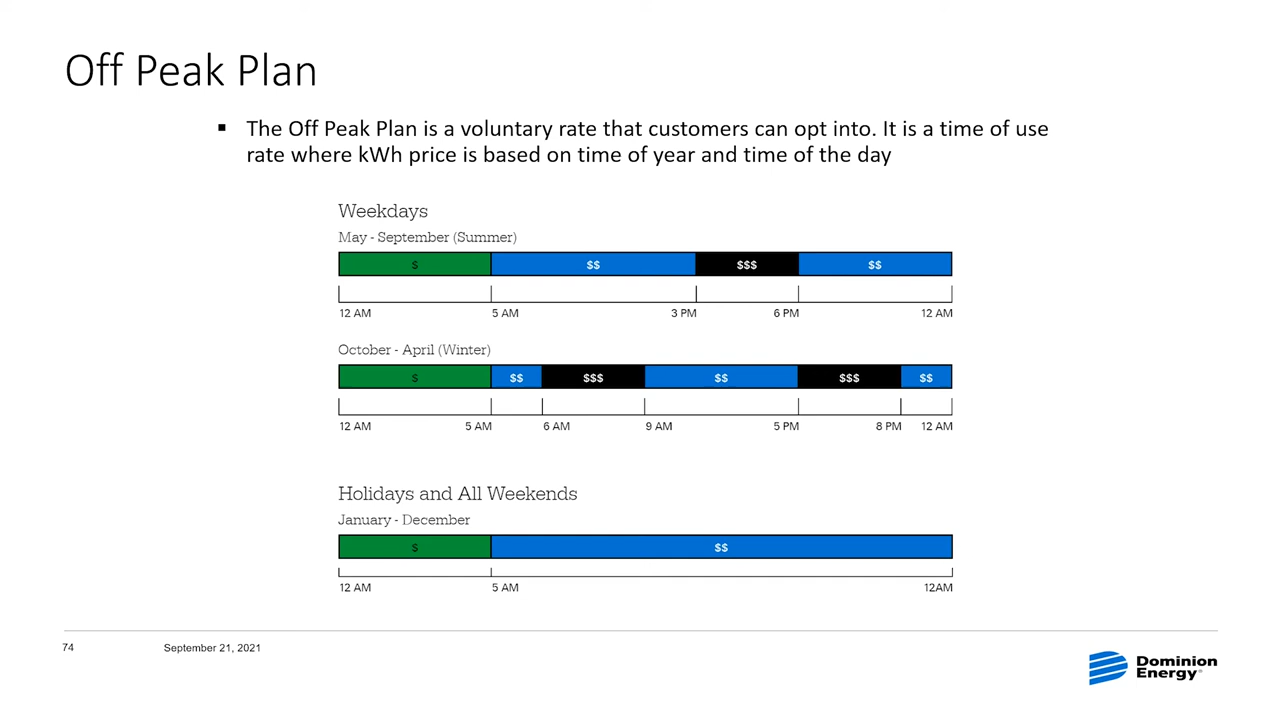 Off Peak Plan
▪ The Off Peak Plan is a voluntary rate that customers can opt into. It is a time of use
rate where kWh price is based on time of year and time of the day
Weekdays
May - September (Summer)
$ $$ $$$ $$
12 AM 5 AM 3 PM 6 PM 12 AM
October - April (Winter)
$ $$ $$$ $$ $$$ $$
12 AM 5 AM 6 AM 9 AM 5 PM 8 PM 12 AM
Holidays and All Weekends
January - December
$ $$
12 AM 5 AM 12AM
74 September 21, 2021
Dominion
Energy®